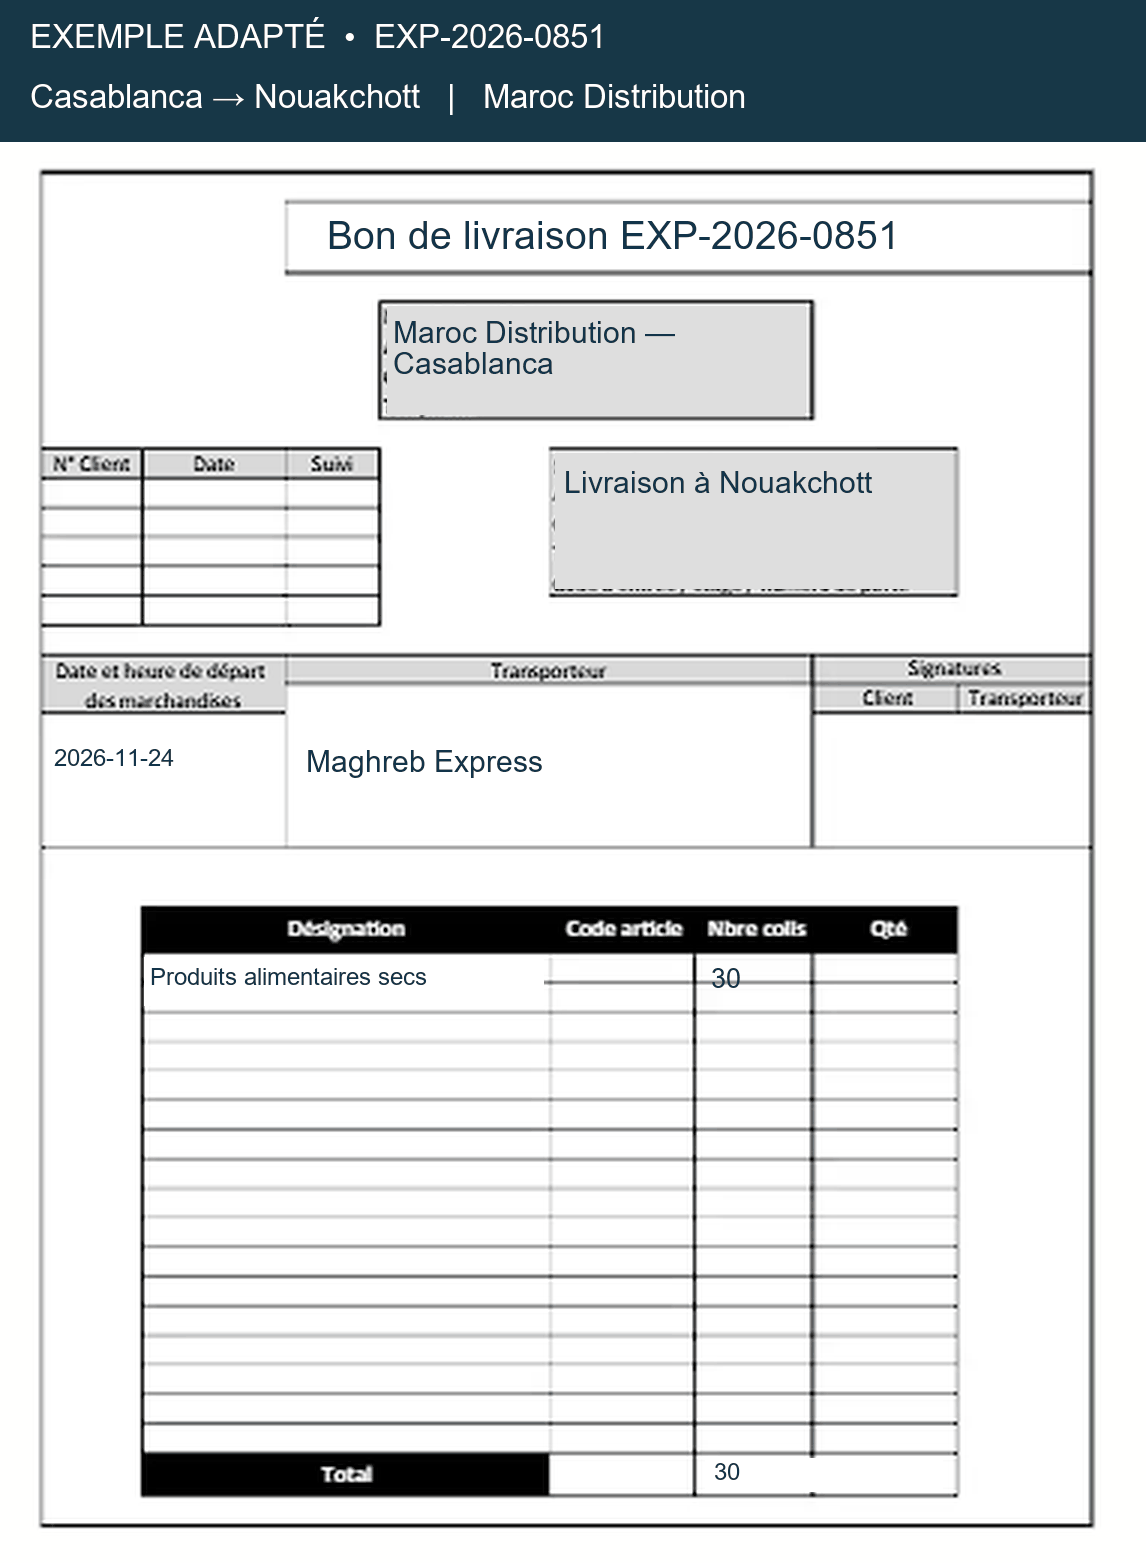 EXEMPLE ADAPTÉ • EXP-2026-0851
Casablanca → Nouakchott | Maroc Distribution
Bon de livraison EXP-2026-0851
Maroc Distribution —
Casablanca
N° Client Date Suivi
Livraison à Nouakchott
Date et heure de départ
des marchandises
Transporteur
Signatures
Client Transporteur
2026-11-24
Maghreb Express
Désignation Code article Nbre colis Qté
Produits alimentaires secs 30
Total 30